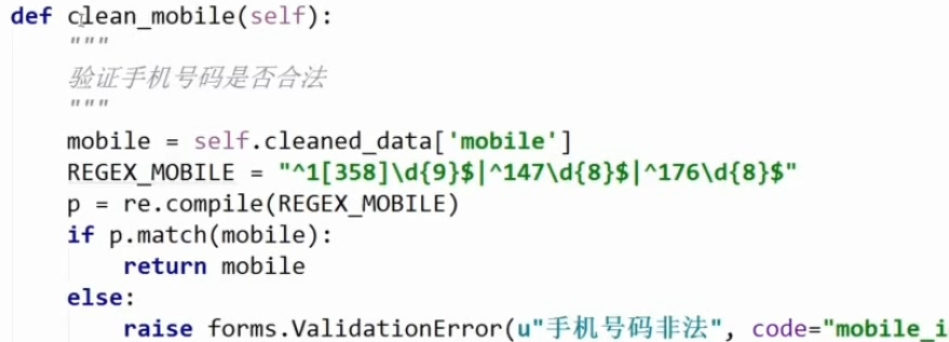 def clean_mobile(self):
"""
验证手机号码是否合法
"""
mobile = self.cleaned_data['mobile']
REGEX_MOBILE = "^1[358]\d{9}$|^147\d{8}$|^176\d{8}$"
p = re.compile(REGEX_MOBILE)
if p.match(mobile):
return mobile
else:
raise forms.ValidationError(u"手机号码非法", code="mobile_i